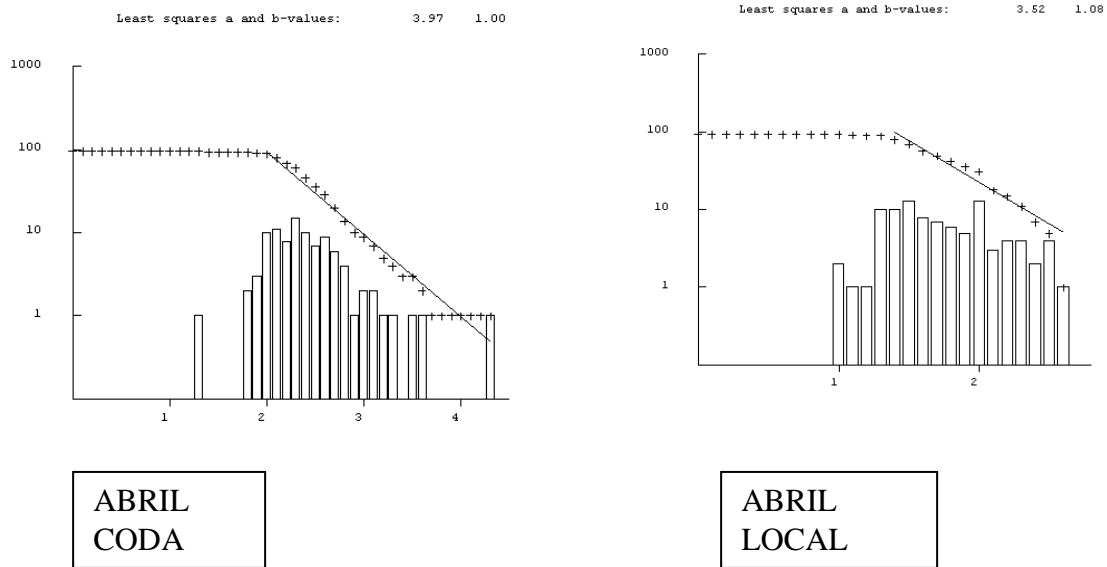 Least squares a and b-values: 3.97 1.00
1000
100
10
1
1 2 3 4
ABRIL
CODA
Least squares a and b-values: 3.52 1.08
1000
100
10
1
1 2
ABRIL
LOCAL